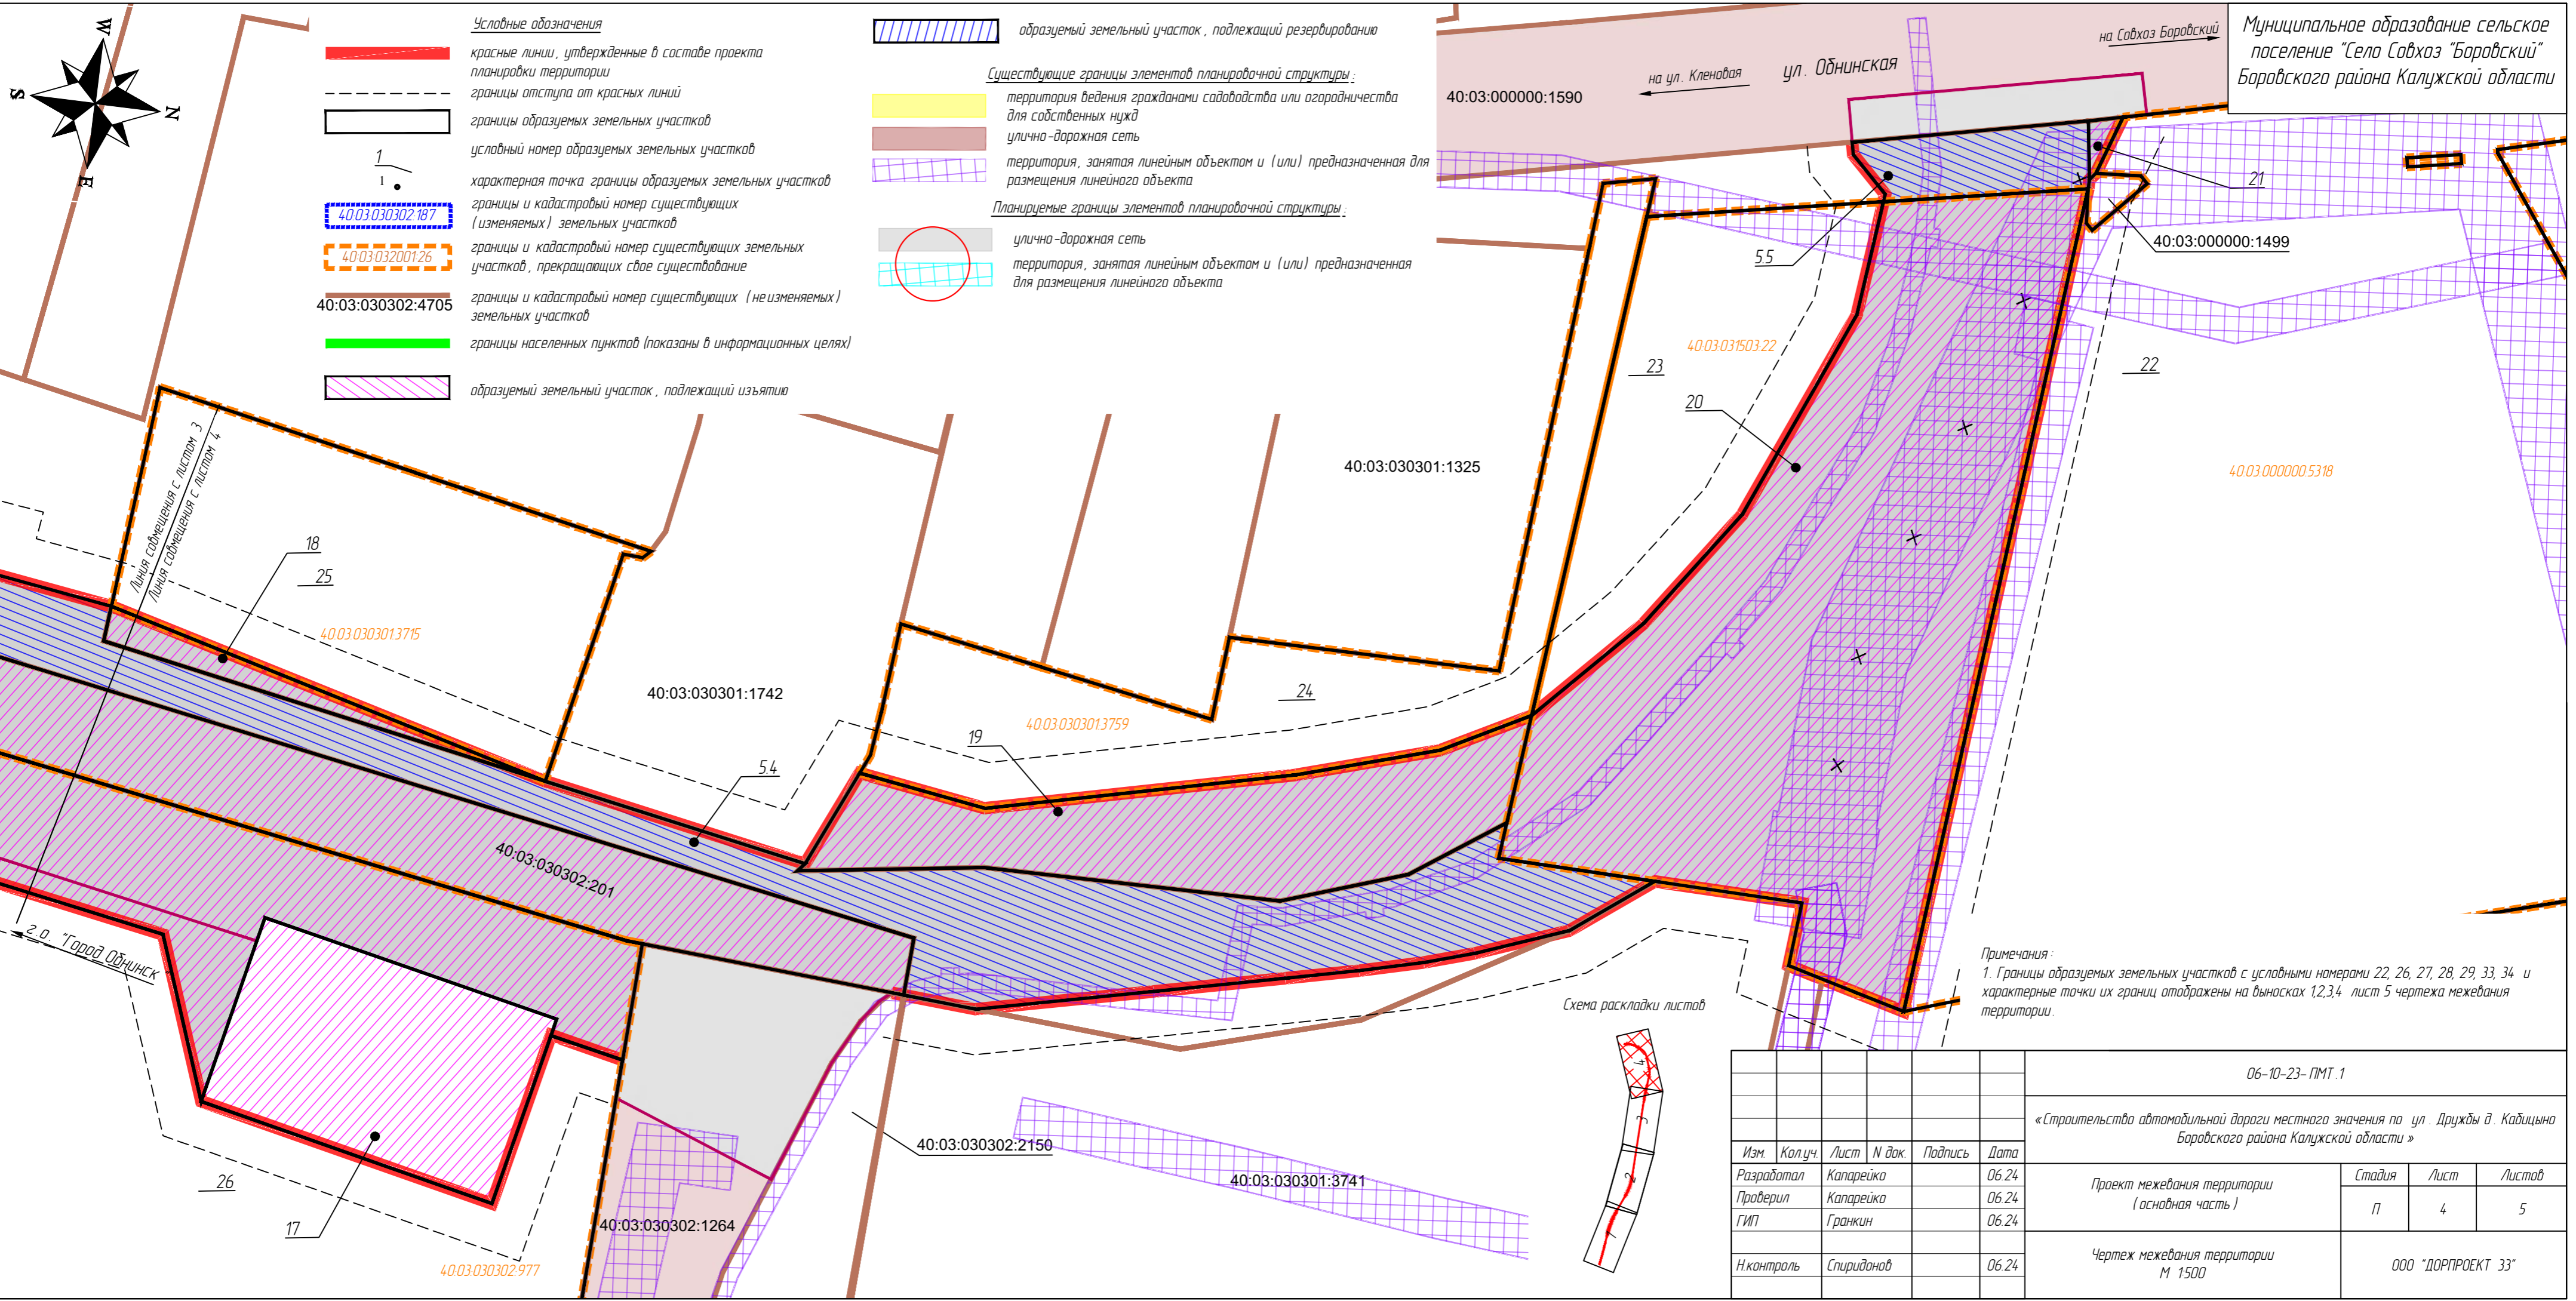 Условные обозначения
красные линии, утвержденные в составе проекта
планировки территории
границы отступа от красных линий
границы образуемых земельных участков
1
условный номер образуемых земельных участков
1
характерная точка границы образуемых земельных участков
40:03:030302:187
границы и кадастровый номер существующих
(изменяемых) земельных участков
40:03:032001:26
границы и кадастровый номер существующих земельных
участков, прекращающих свое существование
40:03:030302:4705
границы и кадастровый номер существующих (неизменяемых)
земельных участков
границы населенных пунктов (показаны в информационных целях)
образуемый земельный участок, подлежащий изъятию
образуемый земельный участок, подлежащий резервированию
Существующие границы элементов планировочной структуры:
территория ведения гражданами садоводства или огородничества
для собственных нужд
улично-дорожная сеть
территория, занятая линейным объектом и (или) предназначенная для
размещения линейного объекта
Планируемые границы элементов планировочной структуры:
улично-дорожная сеть
территория, занятая линейным объектом и (или) предназначенная
для размещения линейного объекта
W
S
N
E
Муниципальное образование сельское
поселение "Село Совхоз "Боровский"
Боровского района Калужской области
на Совхоз Боровский
на ул. Кленовая
ул. Обнинская
40:03:000000:1590
21
40:03:000000:1499
5.5
40:03:031503:22
23
22
20
40:03:000000:5318
40:03:030301:1325
Линия совмещения с листом 3
Линия совмещения с листом 4
18
25
40:03:030301:3715
40:03:030301:1742
24
40:03:030301:3759
19
5.4
40:03:030302:201
г.о. "Город Обнинск
26
17
40:03:030302:977
40:03:030302:1264
40:03:030302:2150
40:03:030301:3741
Примечания:
1. Границы образуемых земельных участков с условными номерами 22, 26, 27, 28, 29, 33, 34 и
характерные точки их границ отображены на выносках 1,2,3,4 лист 5 чертежа межевания
территории.
Схема раскладки листов
4
3
2
1
06-10-23-ПМТ.1
«Строительство автомобильной дороги местного значения по ул. Дружбы д. Кабицыно
Боровского района Калужской области»
Изм. Кол.уч. Лист N док. Подпись Дата
Разработал Капарейко 06.24
Проверил Капарейко 06.24
ГИП Гранкин 06.24
Н.контроль Спиридонов 06.24
Проект межевания территории
(основная часть)
Стадия Лист Листов
П 4 5
Чертеж межевания территории
М 1:500
ООО "ДОРПРОЕКТ 33"